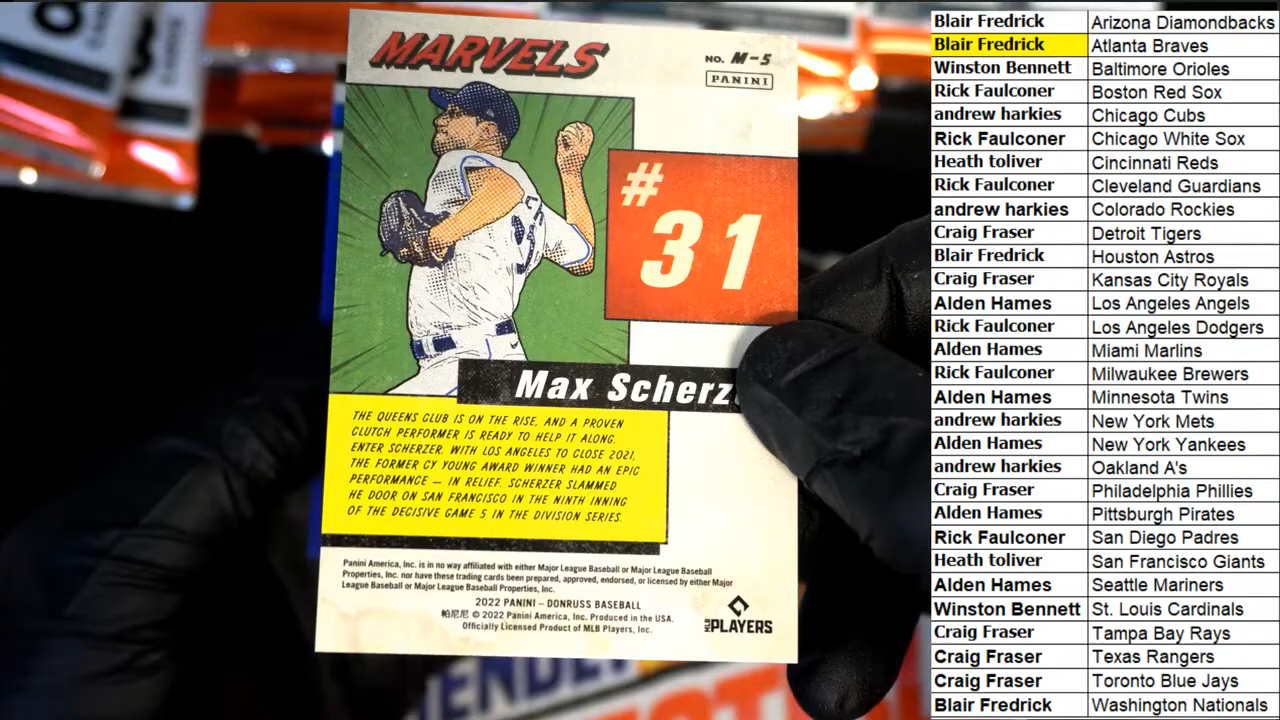 MARVELS
NO. M-5
PANINI
#
31
Max Scherz
THE QUEENS CLUB IS ON THE RISE, AND A PROVEN
CLUTCH PERFORMER IS READY TO HELP IT ALONG.
ENTER SCHERZER. WITH LOS ANGELES TO CLOSE 2021,
THE FORMER CY YOUNG AWARD WINNER HAD AN EPIC
PERFORMANCE — IN RELIEF. SCHERZER SLAMMED
HE DOOR ON SAN FRANCISCO IN THE NINTH INNING
OF THE DECISIVE GAME 5 IN THE DIVISION SERIES.
Panini America, Inc. is in no way affiliated with either Major League Baseball or Major League Baseball
Properties, Inc. nor have these trading cards been prepared, approved, endorsed, or licensed by either Major
League Baseball or Major League Baseball Properties, Inc.
2022 PANINI – DONRUSS BASEBALL
帕尼尼 © 2022 Panini America, Inc. Produced in the USA.
Officially Licensed Product of MLB Players, Inc.
MLB PLAYERS
Blair Fredrick Arizona Diamondbacks
Blair Fredrick Atlanta Braves
Winston Bennett Baltimore Orioles
Rick Faulconer Boston Red Sox
andrew harkies Chicago Cubs
Rick Faulconer Chicago White Sox
Heath toliver Cincinnati Reds
Rick Faulconer Cleveland Guardians
andrew harkies Colorado Rockies
Craig Fraser Detroit Tigers
Blair Fredrick Houston Astros
Craig Fraser Kansas City Royals
Alden Hames Los Angeles Angels
Rick Faulconer Los Angeles Dodgers
Alden Hames Miami Marlins
Rick Faulconer Milwaukee Brewers
Alden Hames Minnesota Twins
andrew harkies New York Mets
Alden Hames New York Yankees
andrew harkies Oakland A's
Craig Fraser Philadelphia Phillies
Alden Hames Pittsburgh Pirates
Rick Faulconer San Diego Padres
Heath toliver San Francisco Giants
Alden Hames Seattle Mariners
Winston Bennett St. Louis Cardinals
Craig Fraser Tampa Bay Rays
Craig Fraser Texas Rangers
Craig Fraser Toronto Blue Jays
Blair Fredrick Washington Nationals